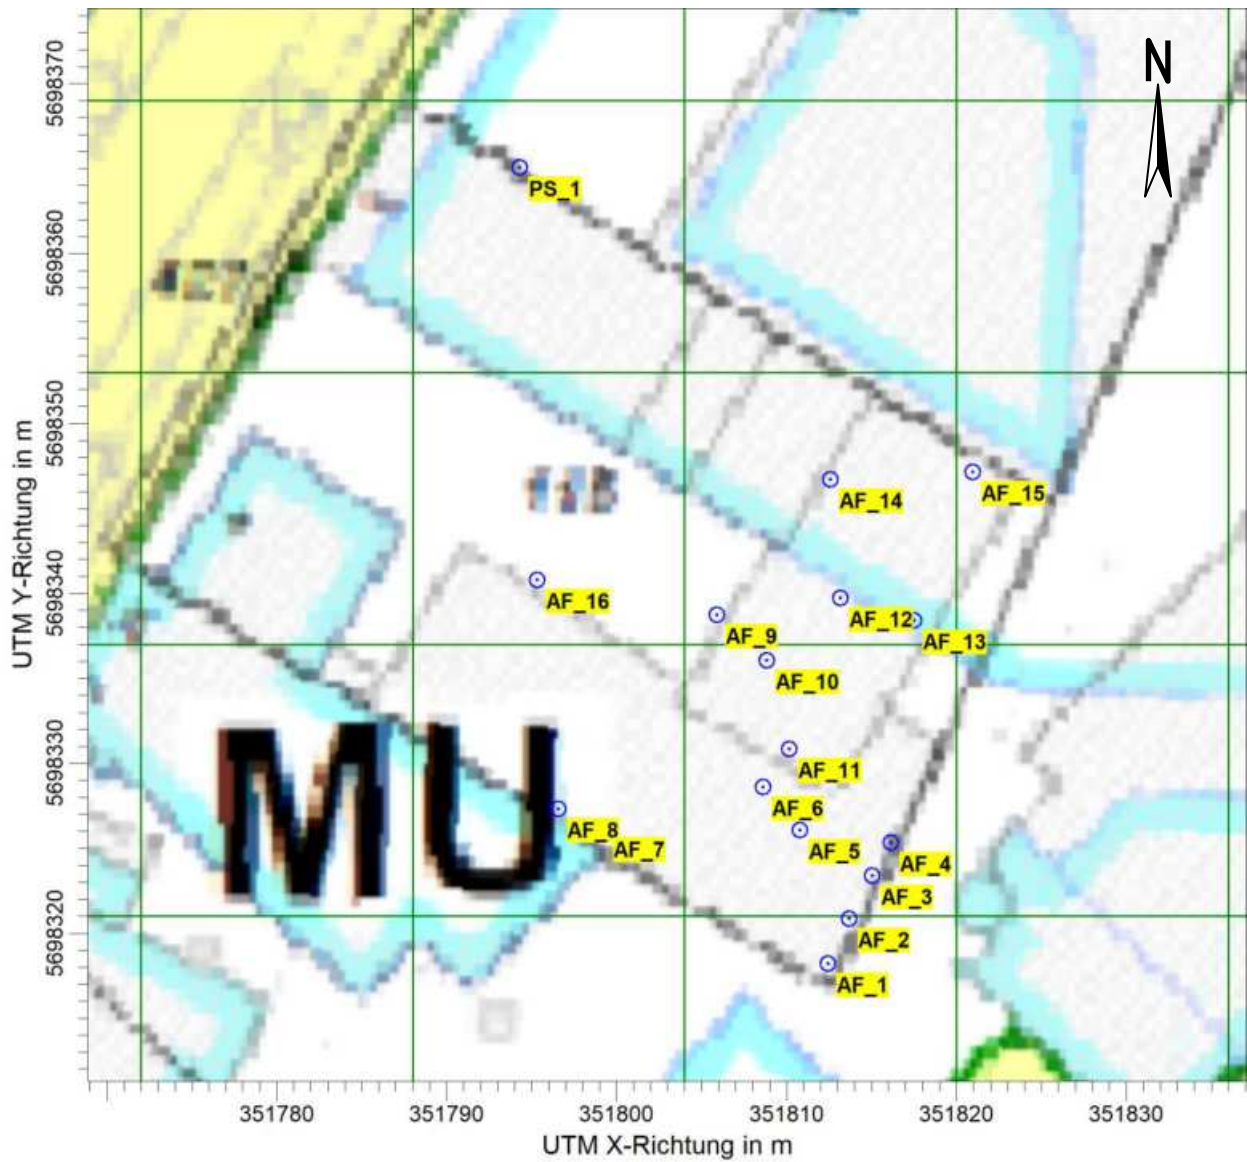 N
5698370
PS_1
5698360
5698350
AF_14
AF_15
5698340
AF_16
AF_12
AF_9
AF_13
AF_10
MU
5698330
AF_11
AF_6
AF_8
AF_7
AF_5
AF_4
AF_3
5698320
AF_2
AF_1
UTM Y-Richtung in m
351780
351790
351800
351810
351820
351830
UTM X-Richtung in m